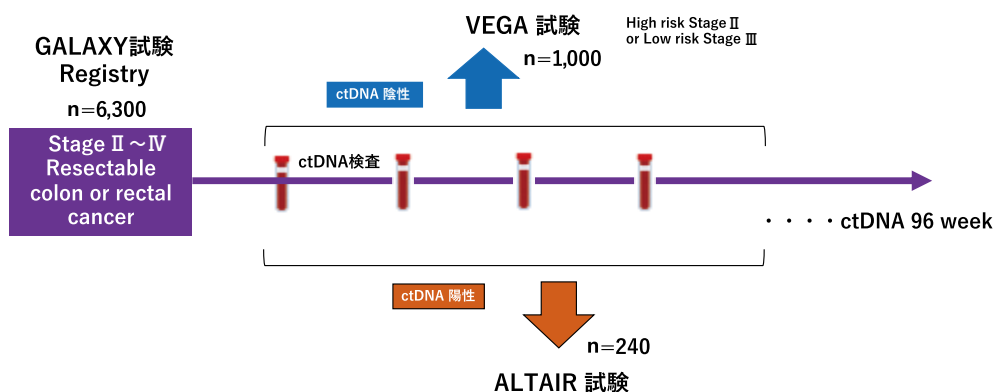 GALAXY試験
Registry
n=6,300
Stage Ⅱ～Ⅳ
Resectable
colon or rectal
cancer
VEGA 試験
n=1,000
High risk Stage Ⅱ
or Low risk Stage Ⅲ
ctDNA 陰性
ctDNA検査
・・・・ctDNA 96 week
ctDNA 陽性
n=240
ALTAIR 試験